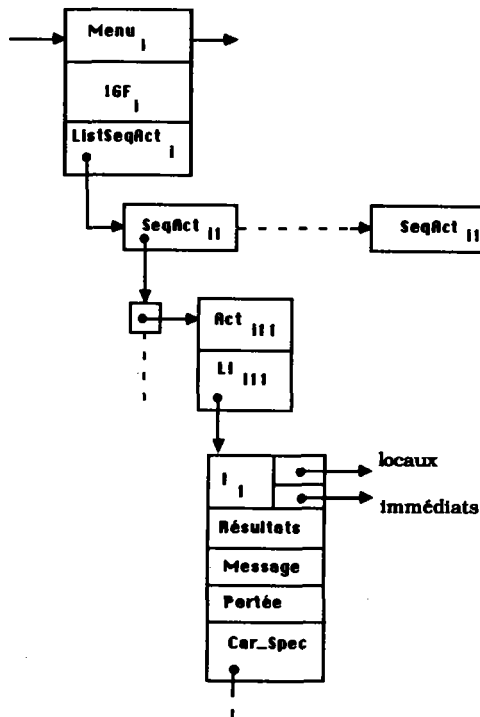 Menu i
IGF i
ListSeqAct i
SeqAct i1
SeqAct i1
Act i11
LI i11
I 1
locaux
immédiats
Résultats
Message
Portée
Car_Spec